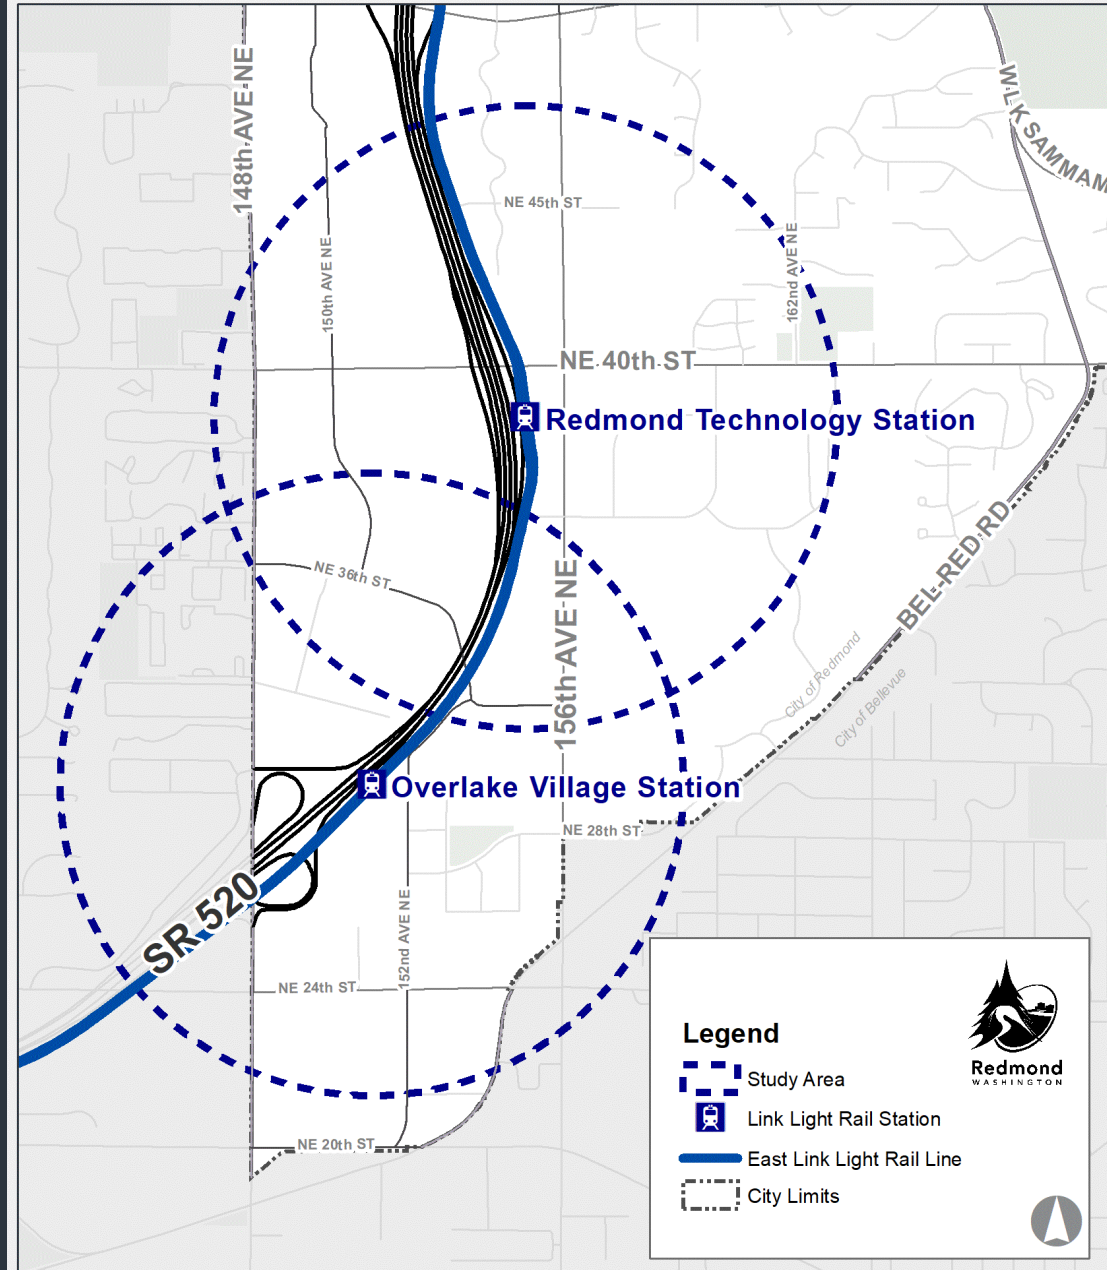 148th AVE NE
W LK SAMMAM
NE 45th ST
150th AVE NE
162nd AVE NE
NE 40th ST
Redmond Technology Station
BEL-RED RD
NE 36th ST
156th AVE NE
City of Redmond
City of Bellevue
Overlake Village Station
NE 28th ST
SR 520
152nd AVE NE
NE 24th ST
NE 20th ST
Legend
Redmond
WASHINGTON
Study Area
Link Light Rail Station
East Link Light Rail Line
City Limits